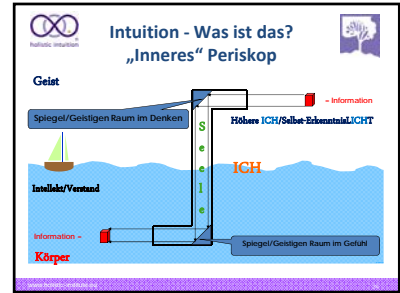 holistic intuition
Intuition - Was ist das?
„Inneres“ Periskop
Geist
= Information
Spiegel/Geistigen Raum im Denken
Höhere ICH/Selbst-ErkenntnisLICHT
S
e
e
l
e
ICH
Intellekt/Verstand
Information =
Spiegel/Geistigen Raum im Gefühl
Körper